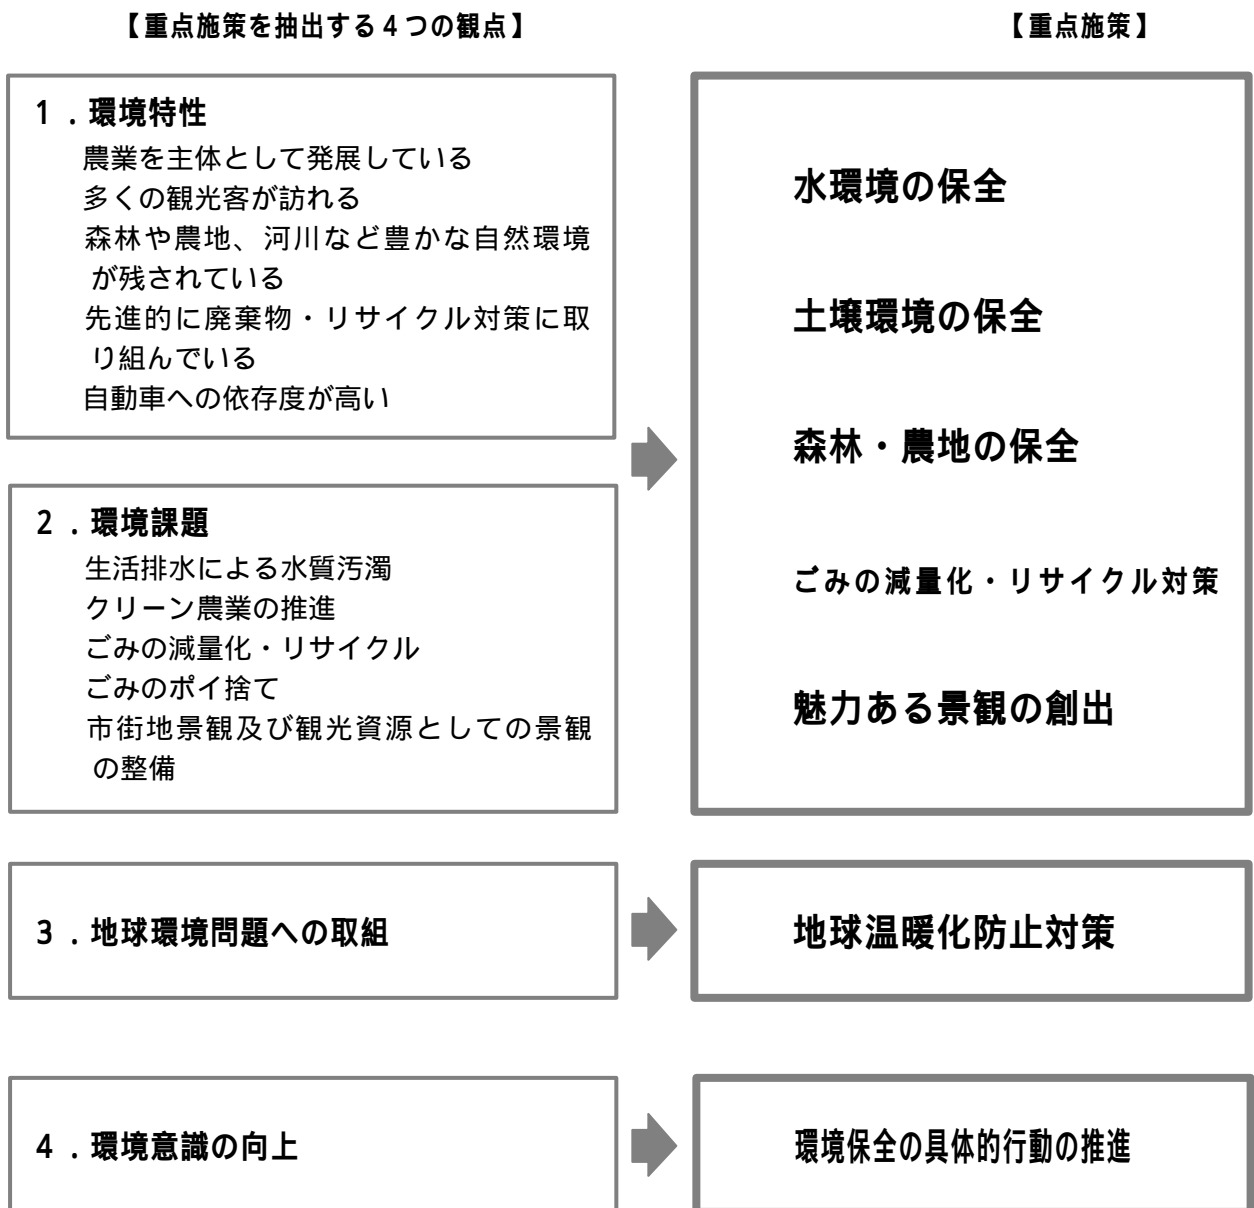 【重点施策を抽出する４つの観点】
【重点施策】
１．環境特性
農業を主体として発展している
多くの観光客が訪れる
森林や農地、河川など豊かな自然環境
が残されている
先進的に廃棄物・リサイクル対策に取
り組んでいる
自動車への依存度が高い
２．環境課題
生活排水による水質汚濁
クリーン農業の推進
ごみの減量化・リサイクル
ごみのポイ捨て
市街地景観及び観光資源としての景観
の整備
水環境の保全
土壌環境の保全
森林・農地の保全
ごみの減量化・リサイクル対策
魅力ある景観の創出
３．地球環境問題への取組
地球温暖化防止対策
４．環境意識の向上
環境保全の具体的行動の推進